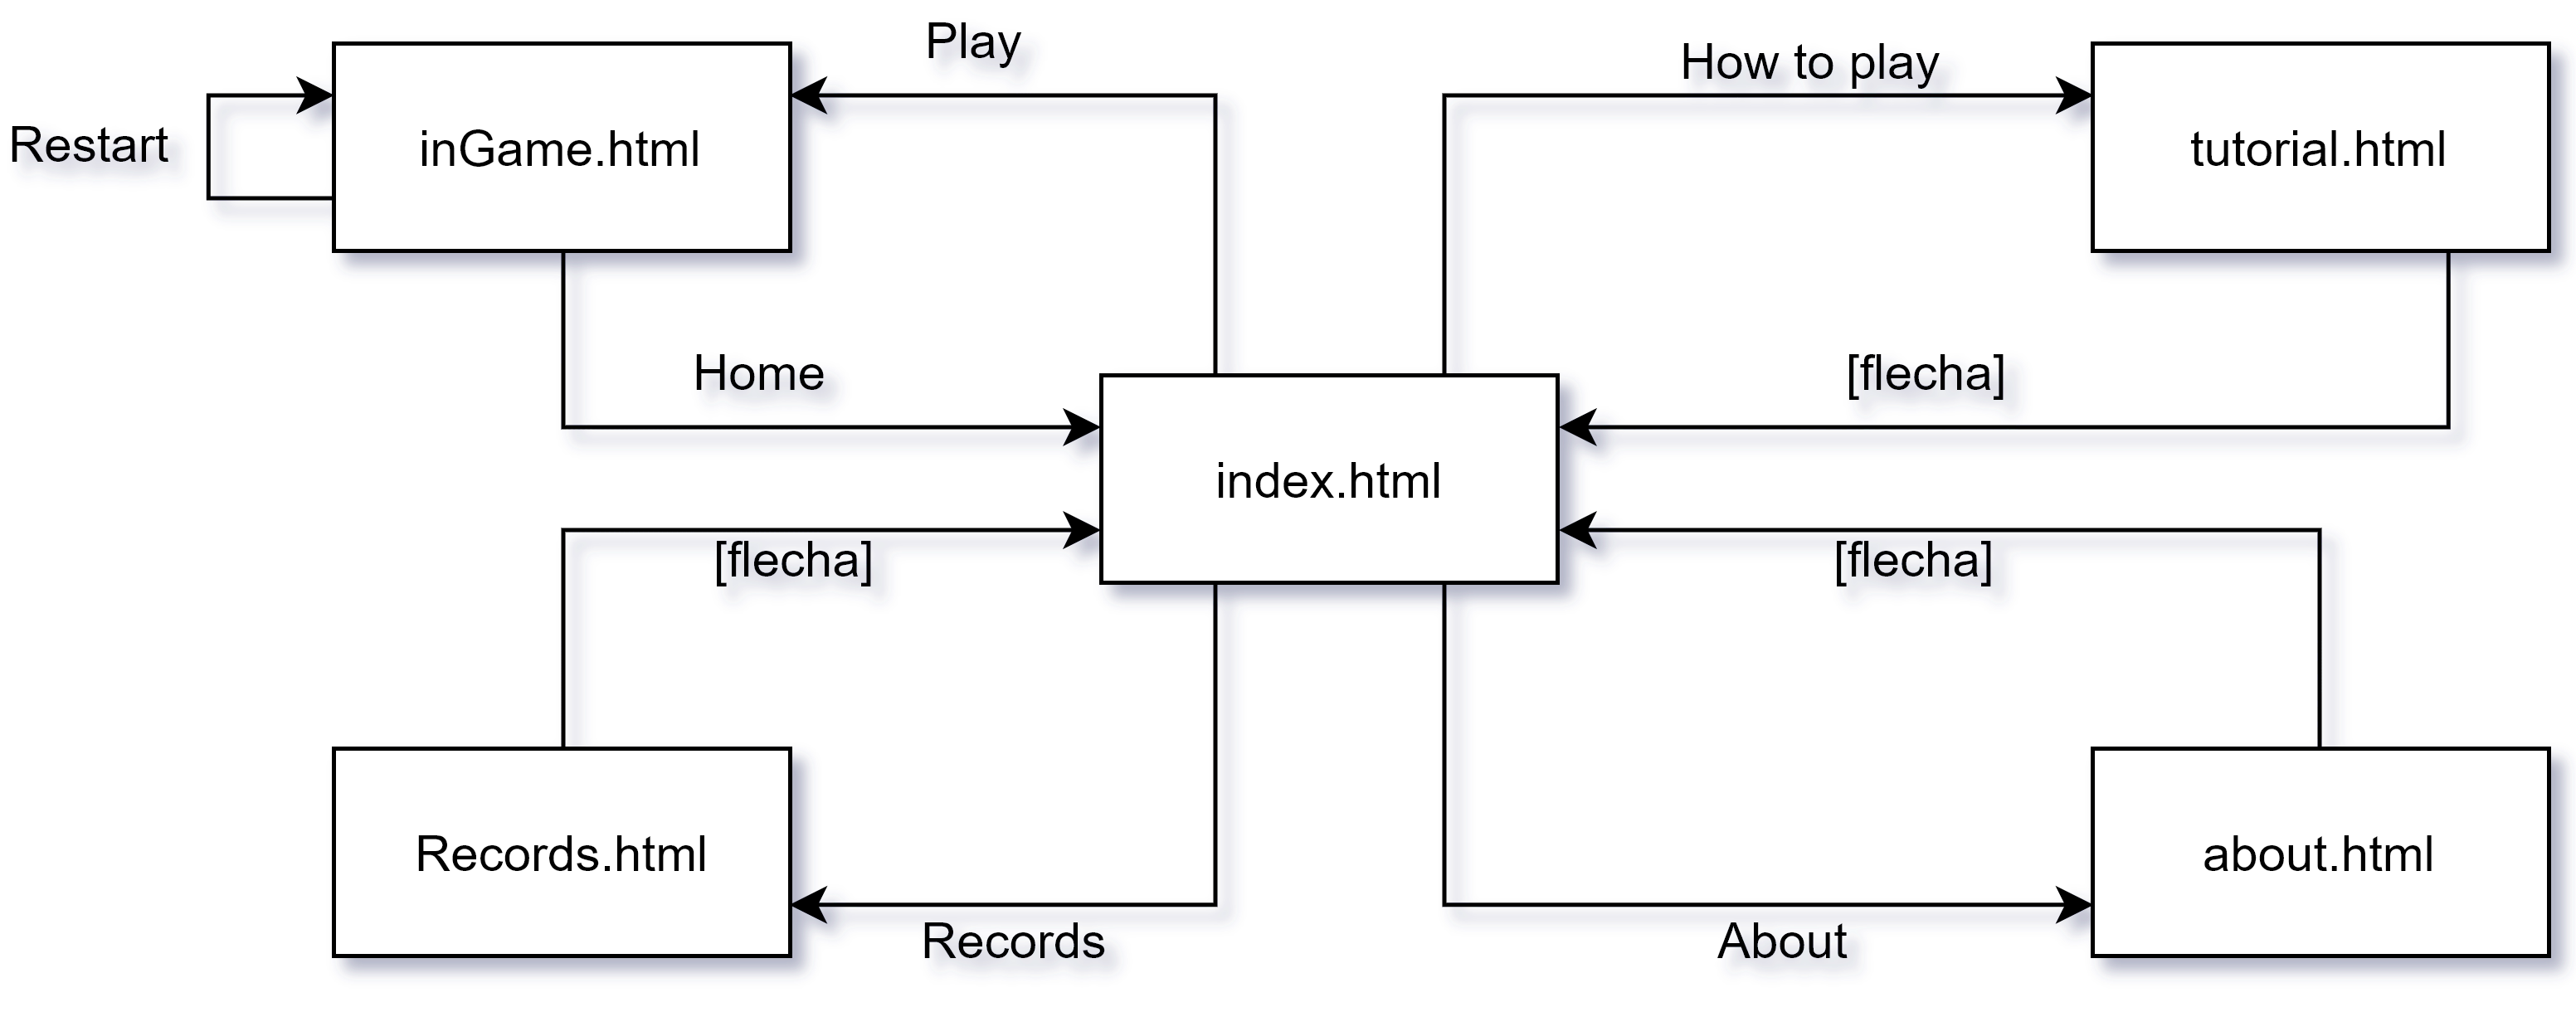 Play
How to play
Restart
inGame.html
tutorial.html
Home
[flecha]
index.html
[flecha]
[flecha]
Records.html
about.html
Records
About